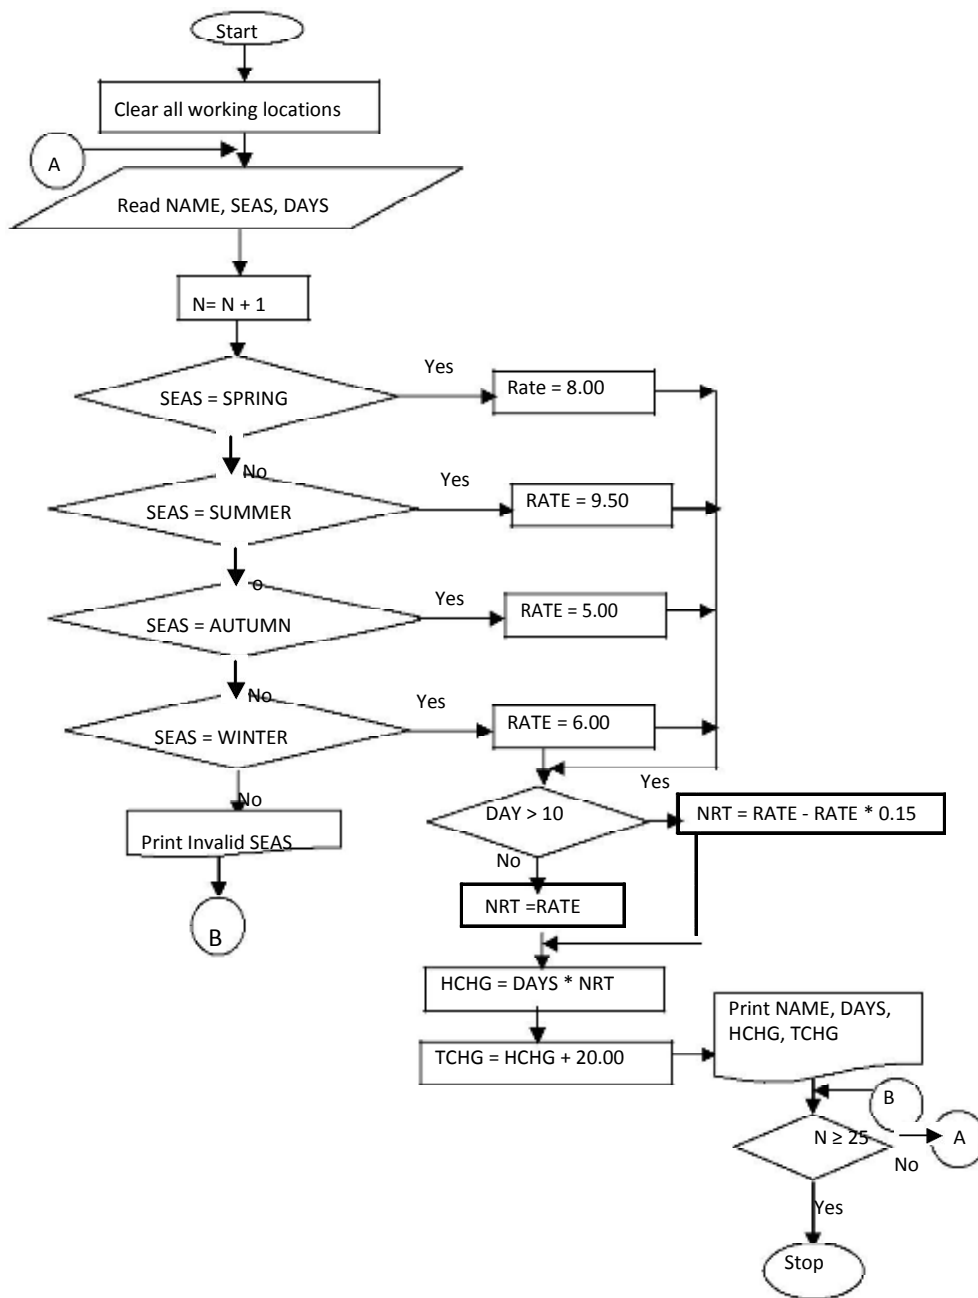 Start
Clear all working locations
A
Read NAME, SEAS, DAYS
N= N + 1
Yes
SEAS = SPRING
Rate = 8.00
No
Yes
SEAS = SUMMER
RATE = 9.50
o
Yes
SEAS = AUTUMN
RATE = 5.00
No
Yes
SEAS = WINTER
RATE = 6.00
No
Print Invalid SEAS
B
Yes
DAY > 10
NRT = RATE - RATE * 0.15
No
NRT =RATE
HCHG = DAYS * NRT
TCHG = HCHG + 20.00
Print NAME, DAYS,
HCHG, TCHG
B
N ≥ 25
A
No
Yes
Stop